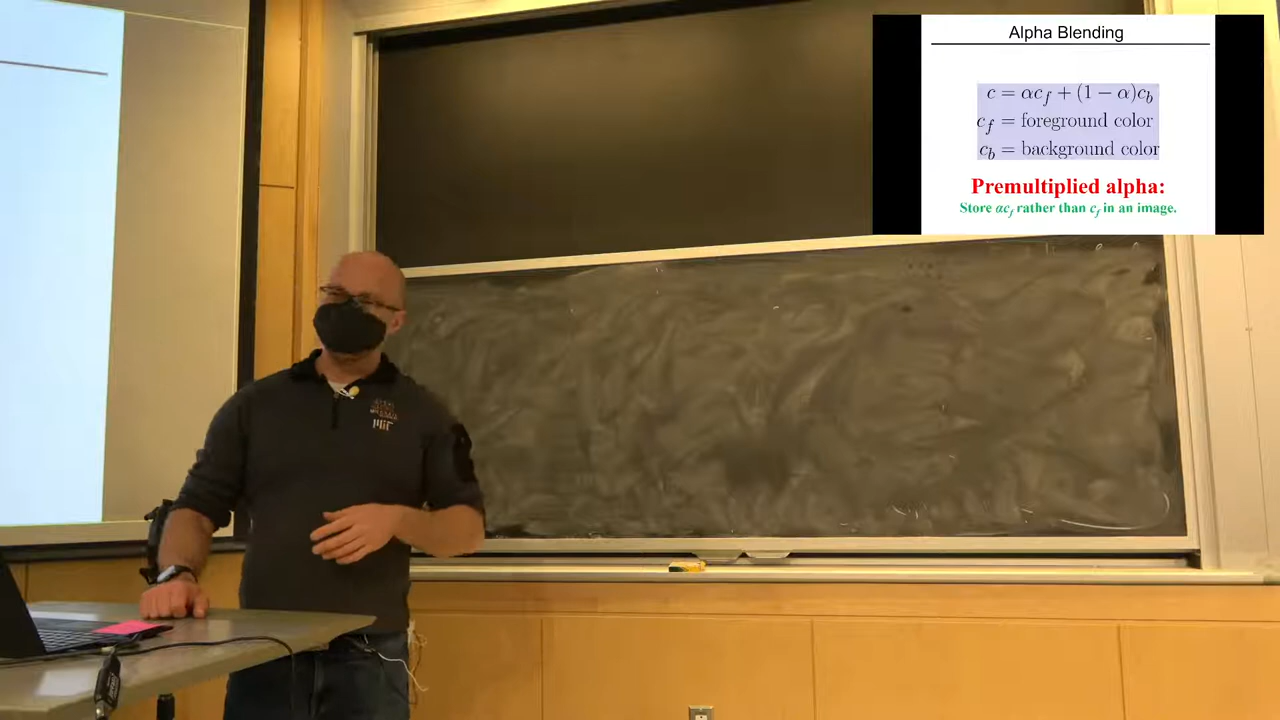 Alpha Blending
c = αc_f + (1 − α)c_b
c_f = foreground color
c_b = background color
Premultiplied alpha:
Store αc_f rather than c_f in an image.
MIT